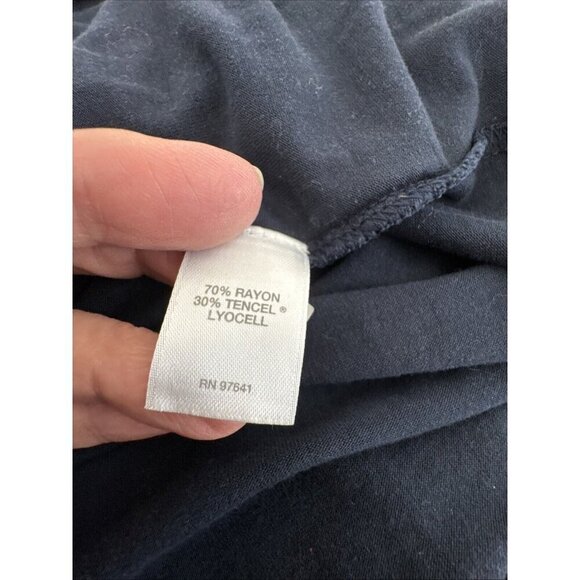 70% RAYON
30% TENCEL ®
LYOCELL
RN 97641